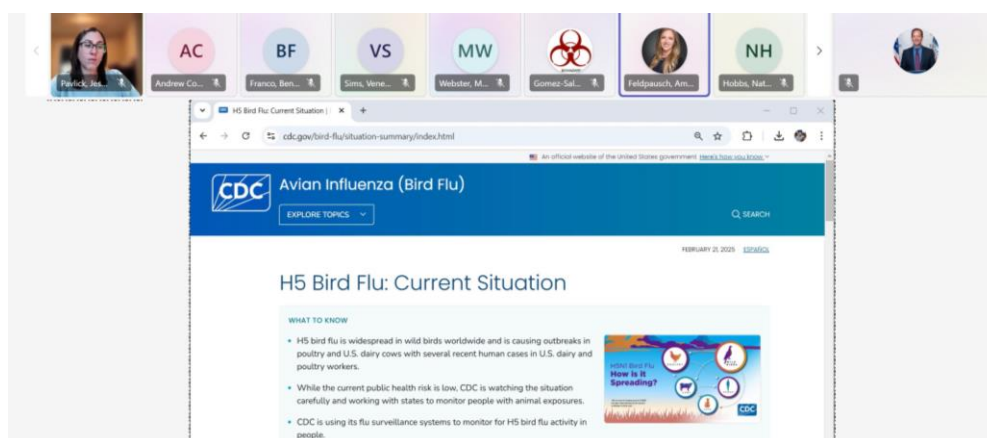 AC
BF
VS
MW
NH
Pavlick, Jes...
Andrew Co...
Franco, Ben...
Sims, Vene...
Webster, M...
Gomez-Sal...
Feldpausch, Am...
Hobbs, Nat...
H5 Bird Flu: Current Situation |
cdc.gov/bird-flu/situation-summary/index.html
An official website of the United States government Here's how you know
CDC
Avian Influenza (Bird Flu)
EXPLORE TOPICS
SEARCH
FEBRUARY 21, 2025 ESPAÑOL
H5 Bird Flu: Current Situation
WHAT TO KNOW
• H5 bird flu is widespread in wild birds worldwide and is causing outbreaks in
poultry and U.S. dairy cows with several recent human cases in U.S. dairy and
poultry workers.
• While the current public health risk is low, CDC is watching the situation
carefully and working with states to monitor people with animal exposures.
• CDC is using its flu surveillance systems to monitor for H5 bird flu activity in
people.
H5N1 Bird Flu
How is it
Spreading?
CDC